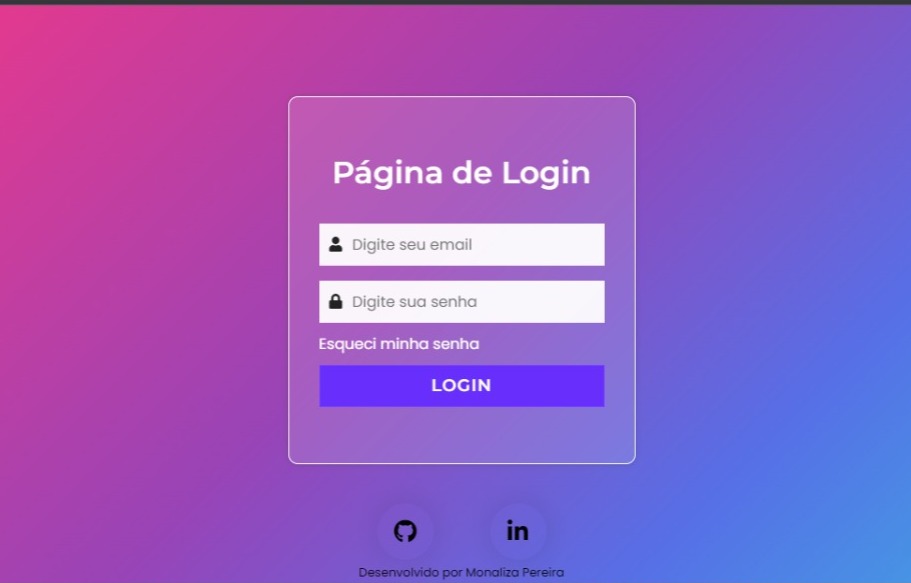 Página de Login
Digite seu email
Digite sua senha
Esqueci minha senha
LOGIN
in
Desenvolvido por Monaliza Pereira